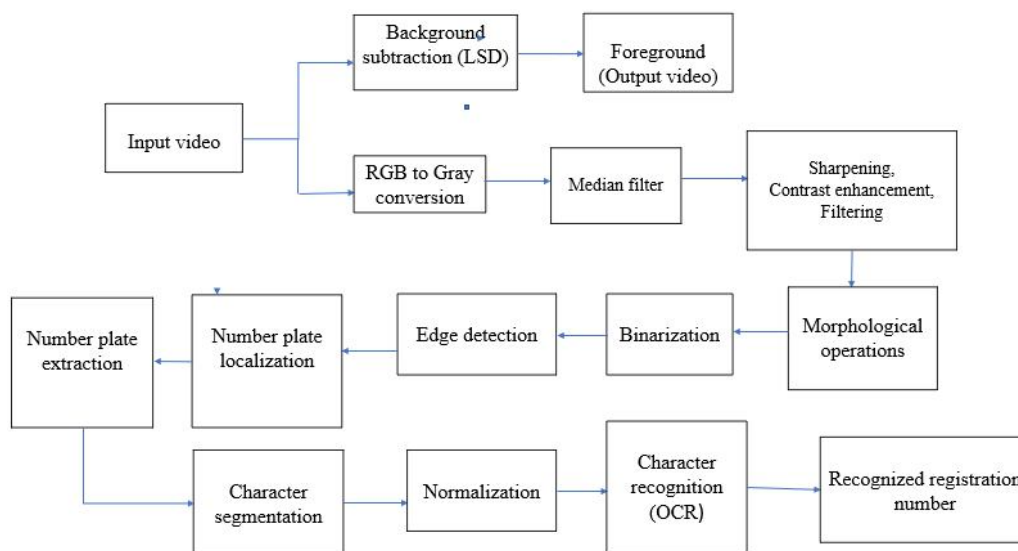 Background
subtraction (LSD)
Foreground
(Output video)
Input video
RGB to Gray
conversion
Median filter
Sharpening,
Contrast enhancement,
Filtering
Morphological
operations
Binarization
Edge detection
Number plate
localization
Number plate
extraction
Character
segmentation
Normalization
Character
recognition
(OCR)
Recognized registration
number